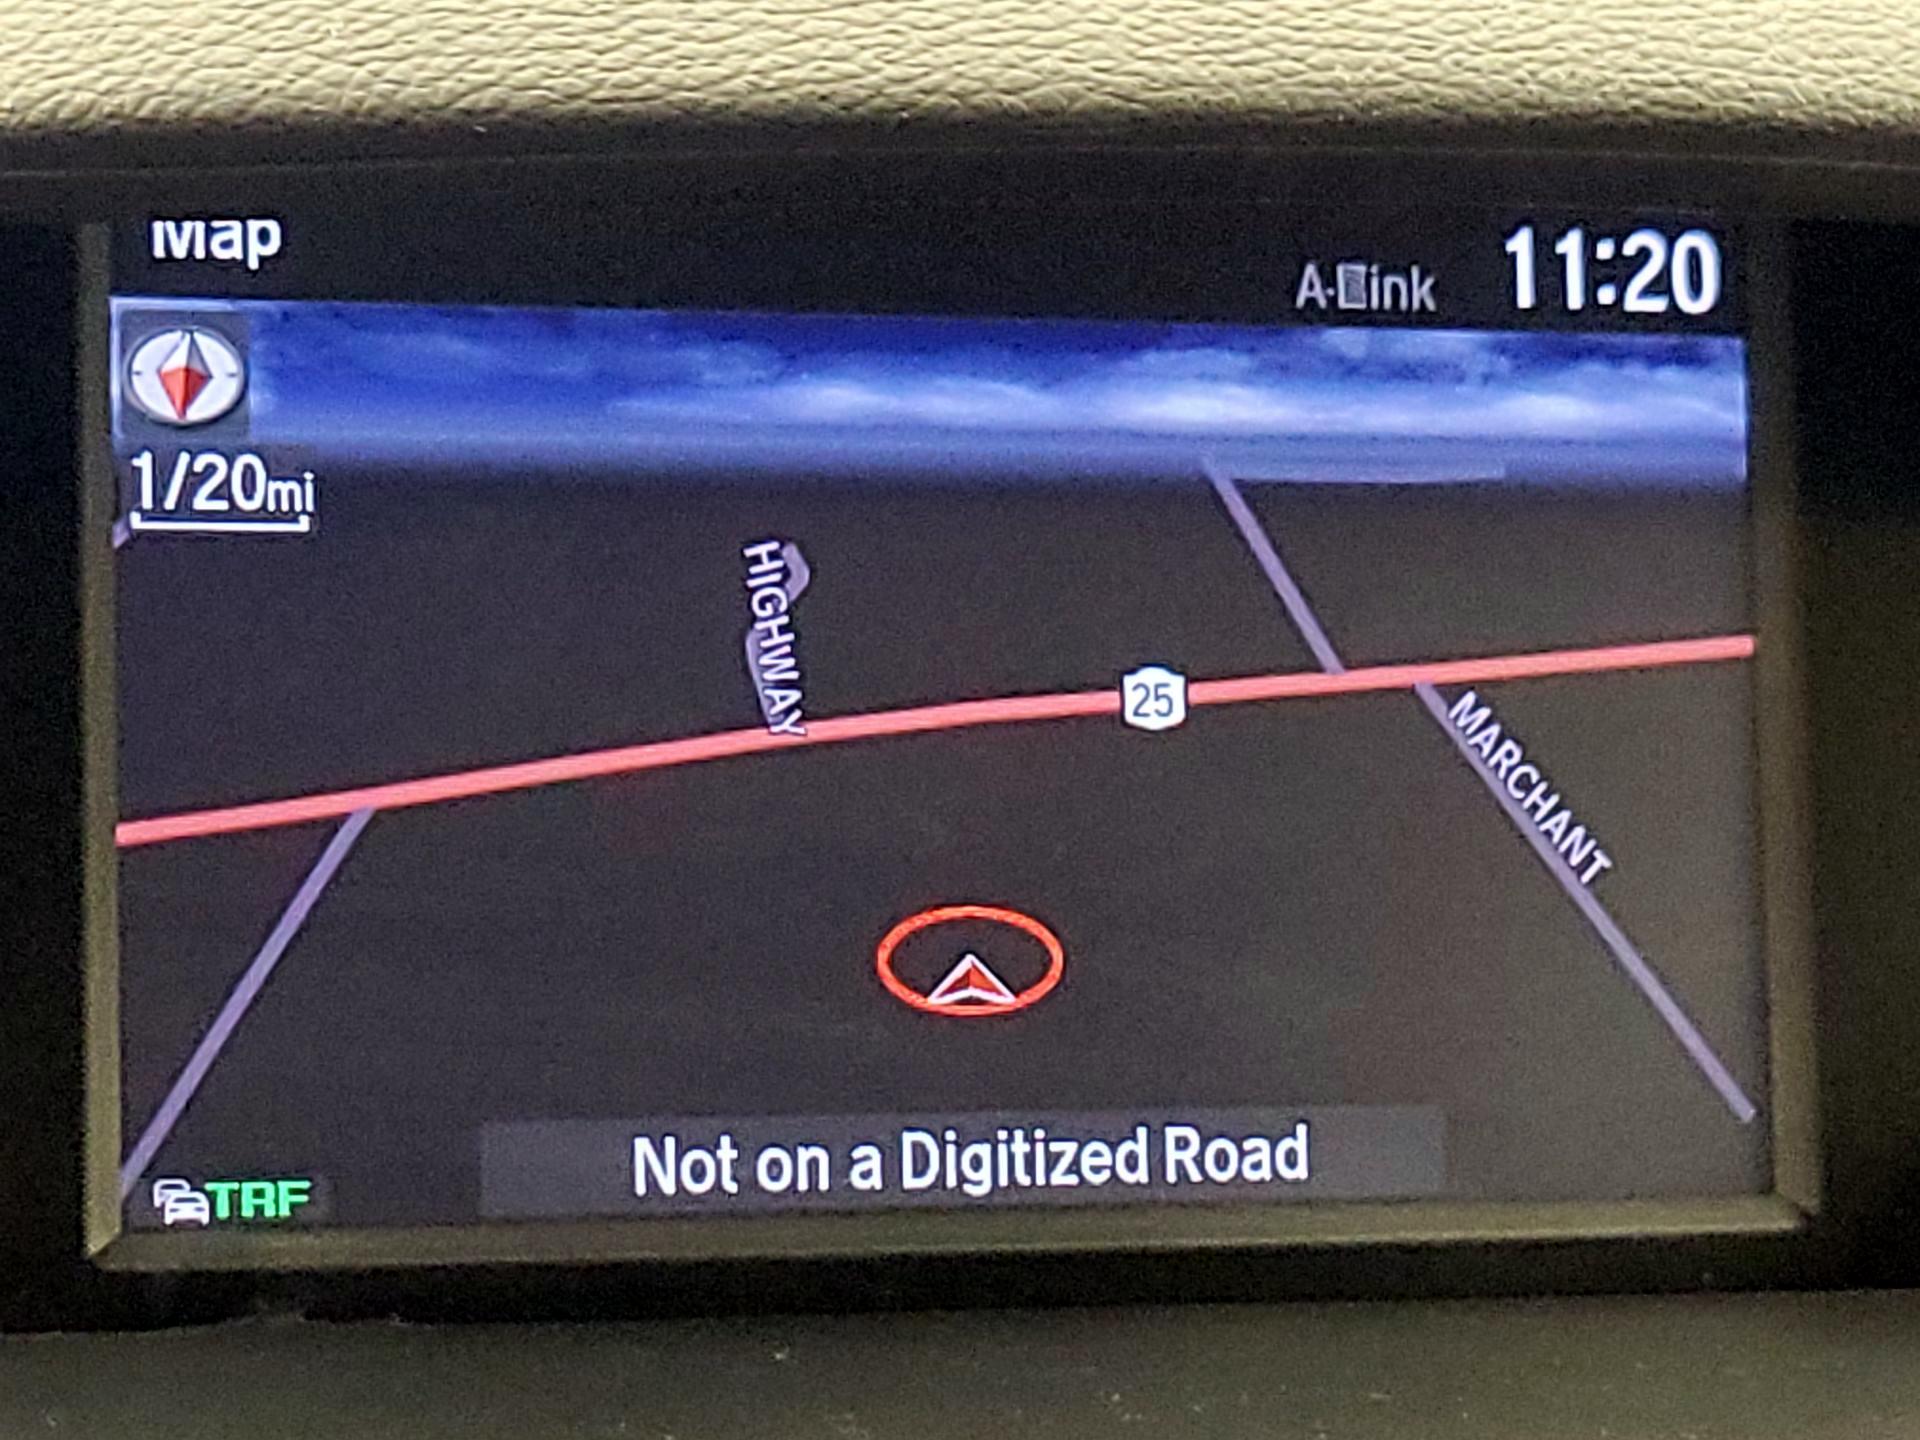 Map
A-Link
11:20
1/20mi
HIGHWAY
25
MARCHANT
Not on a Digitized Road
TRF